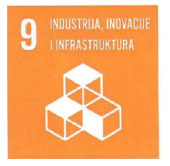 9 INDUSTRIJA, INOVACIJE
I INFRASTRUKTURA